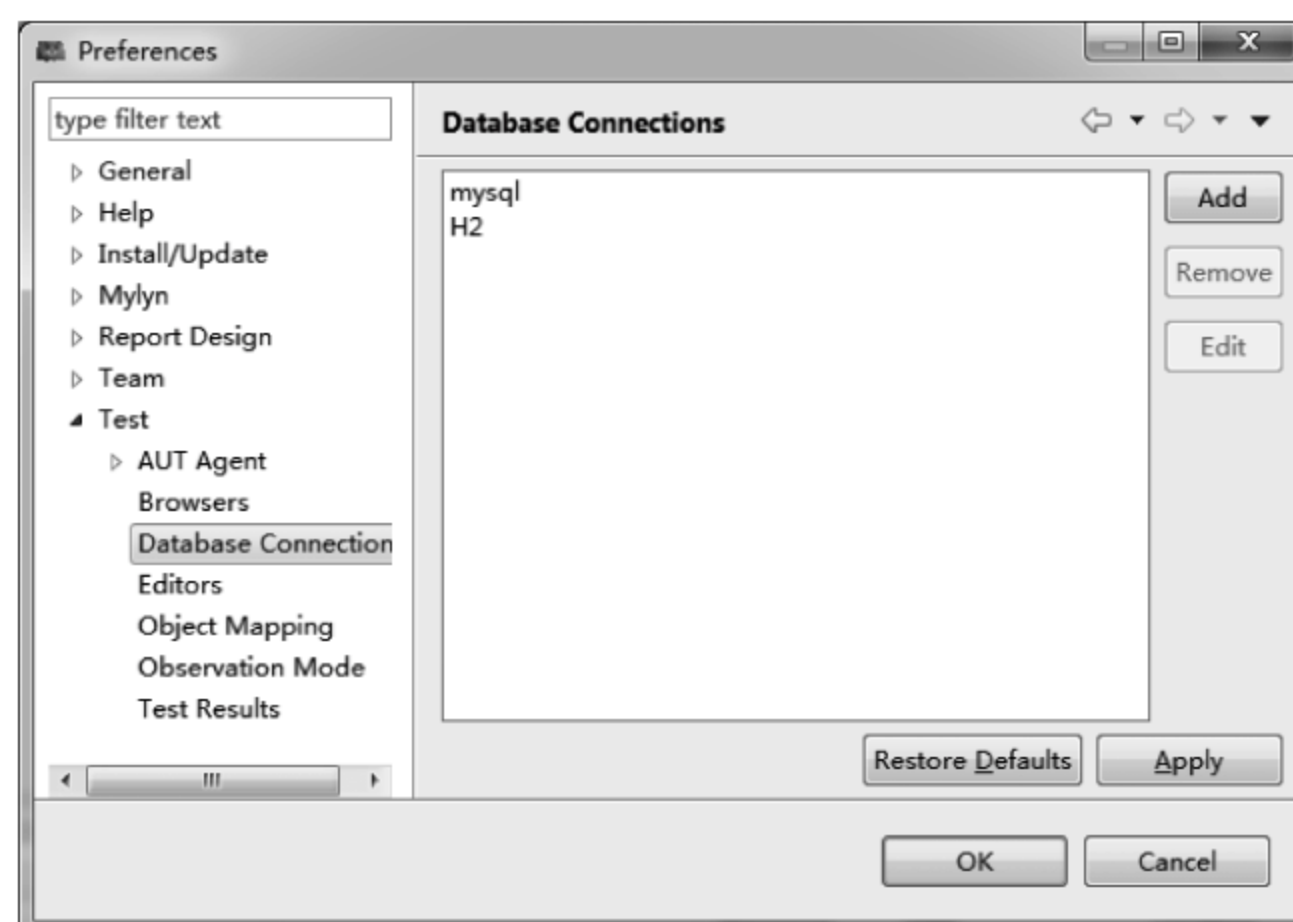 Preferences
type filter text
General
Help
Install/Update
Mylyn
Report Design
Team
Test
AUT Agent
Browsers
Database Connection
Editors
Object Mapping
Observation Mode
Test Results
Database Connections
mysql
H2
Add
Remove
Edit
Restore Defaults
Apply
OK
Cancel